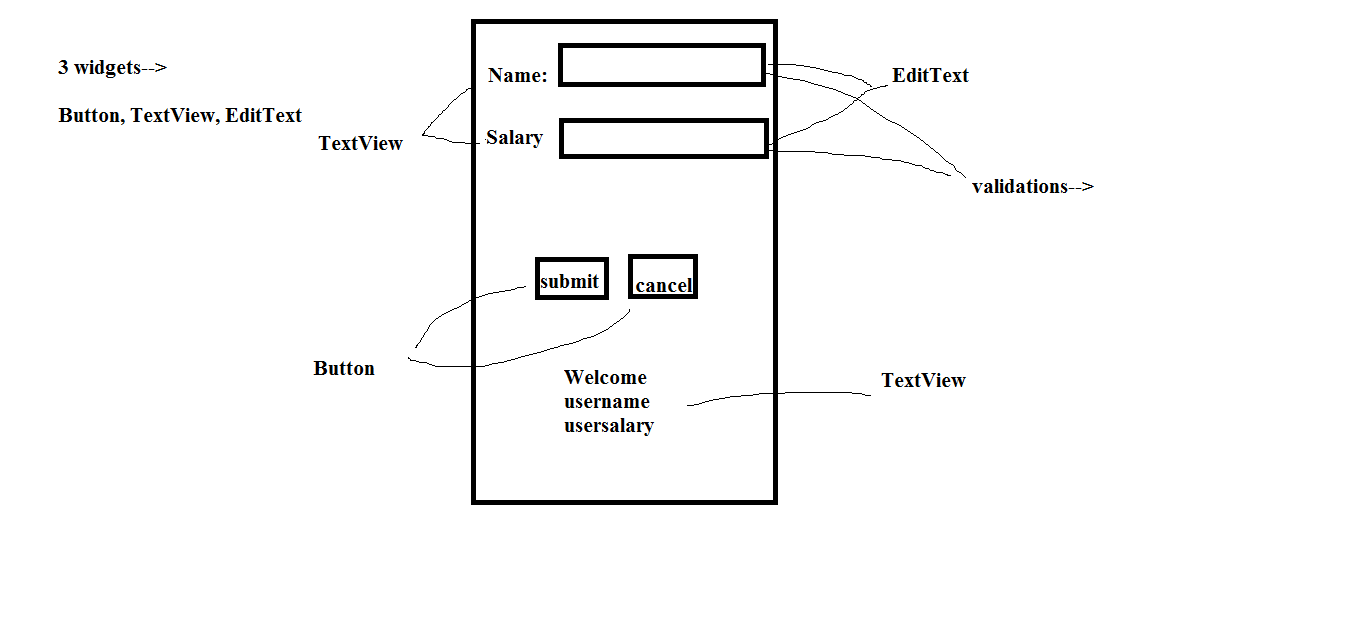 3 widgets-->
Button, TextView, EditText
TextView
Name:
EditText
Salary
validations-->
submit
cancel
Button
Welcome
username
usersalary
TextView